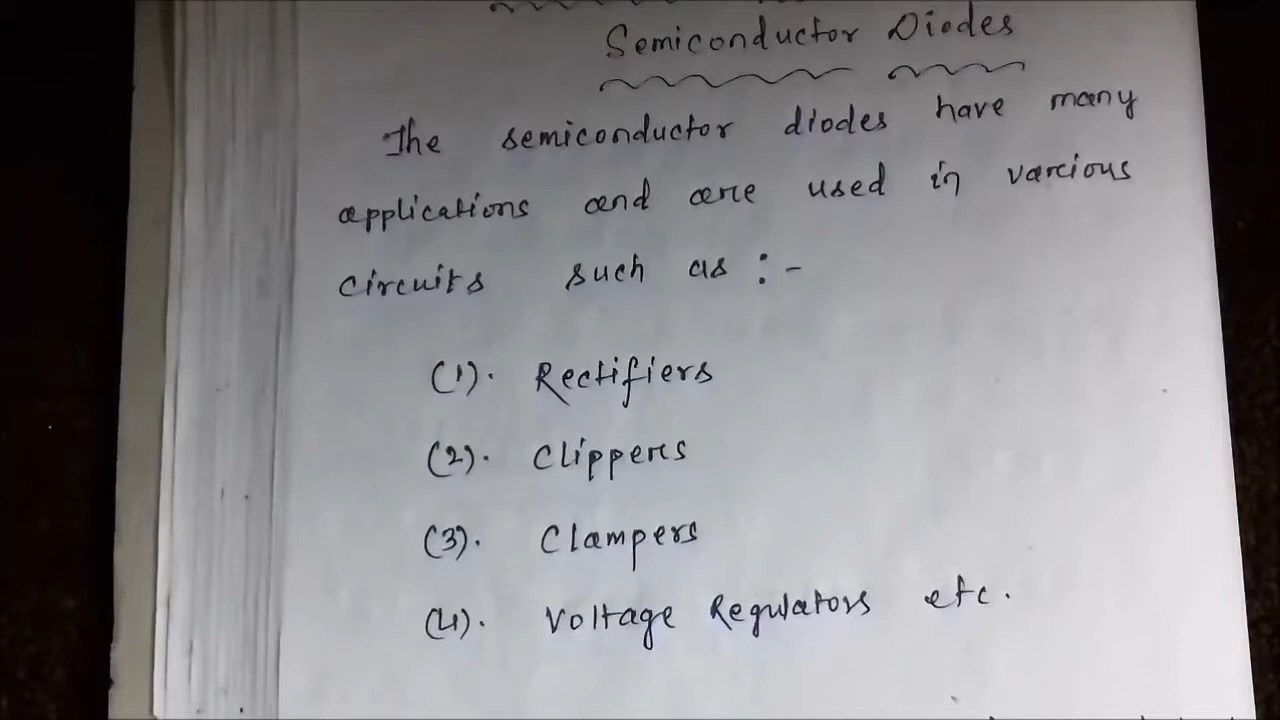 Semiconductor Diodes
The semiconductor diodes have many
applications and are used in various
circuits such as :-
(1). Rectifiers
(2). Clippers
(3). Clampers
(4). Voltage Regulators etc.